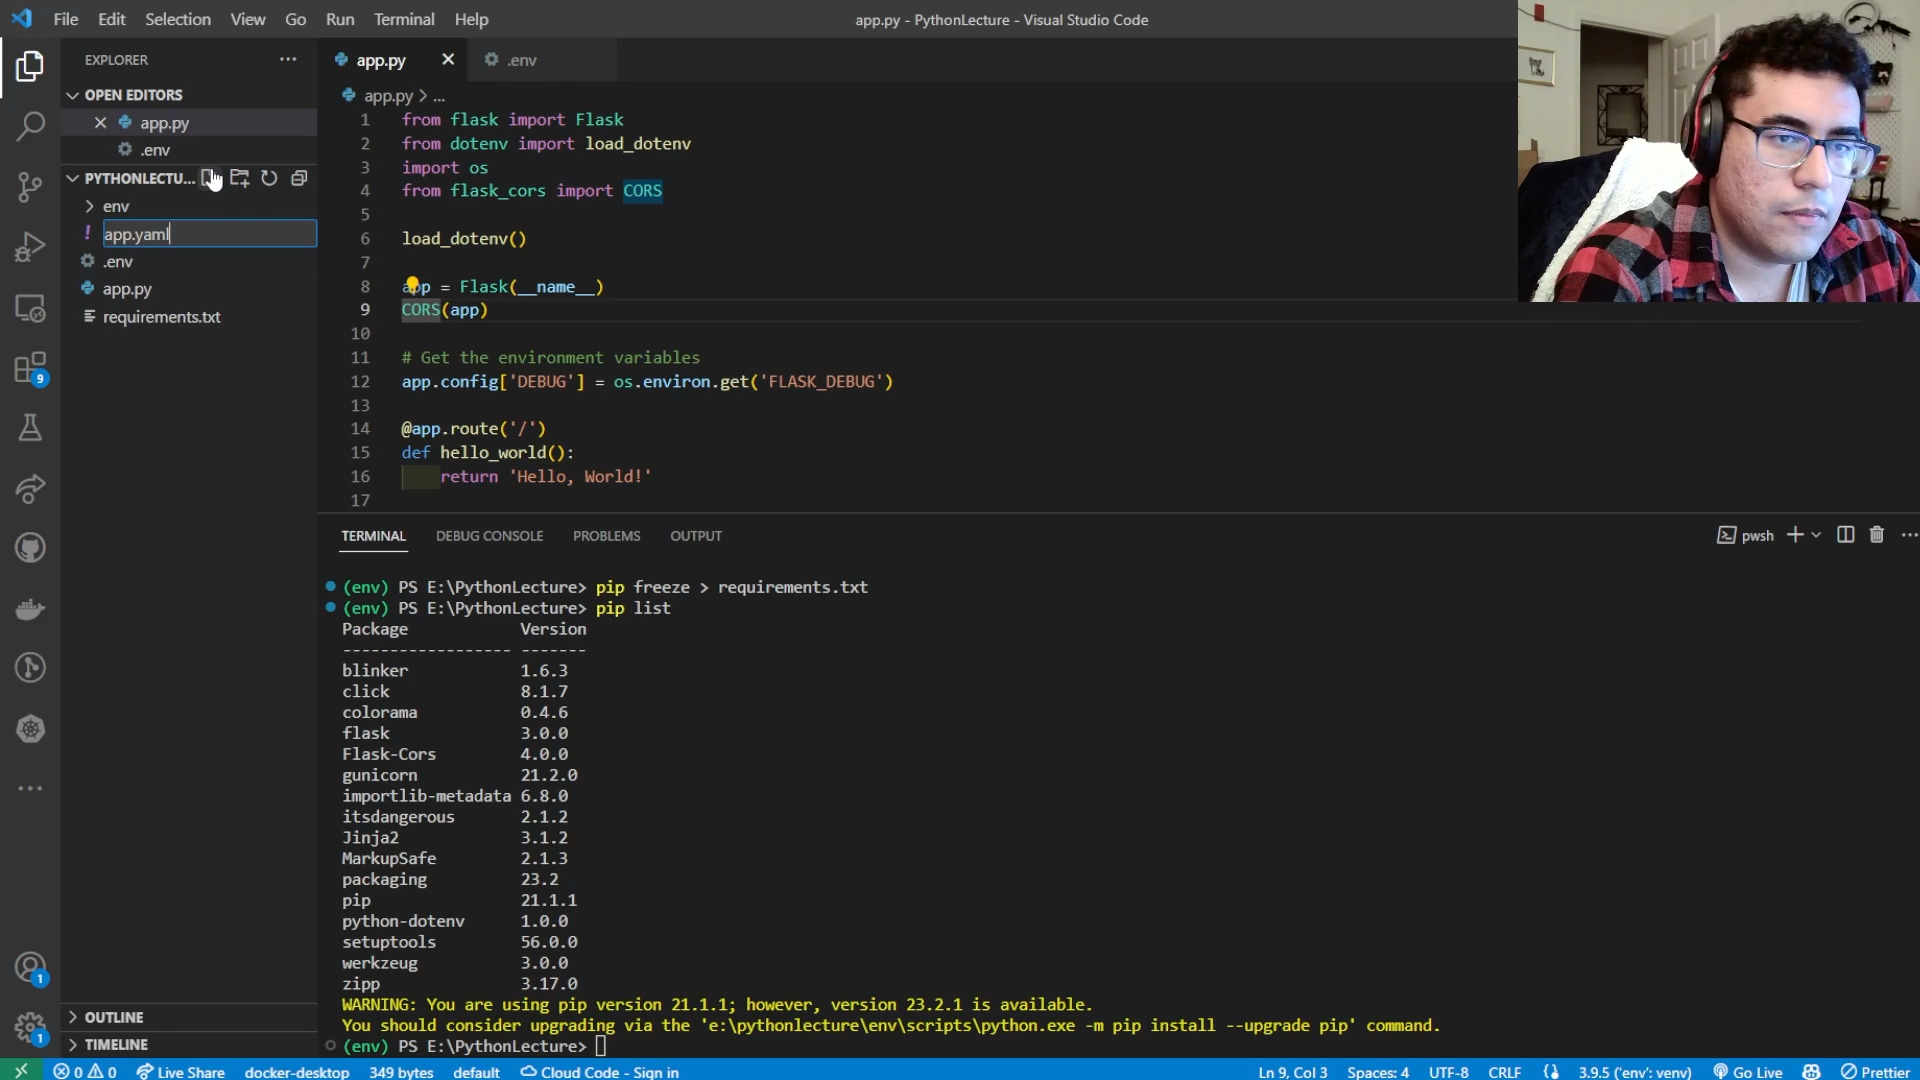 File Edit Selection View Go Run Terminal Help
app.py - PythonLecture - Visual Studio Code
EXPLORER
OPEN EDITORS
app.py
.env
PYTHONLECTU...
env
app.yaml
.env
app.py
requirements.txt
OUTLINE
TIMELINE
9
1
1
app.py
.env
app.py > ...
1 from flask import Flask
2 from dotenv import load_dotenv
3 import os
4 from flask_cors import CORS
5
6 load_dotenv()
7
8 app = Flask(__name__)
9 CORS(app)
10
11 # Get the environment variables
12 app.config['DEBUG'] = os.environ.get('FLASK_DEBUG')
13
14 @app.route('/')
15 def hello_world():
16 return 'Hello, World!'
17
TERMINAL DEBUG CONSOLE PROBLEMS OUTPUT
pwsh
(env) PS E:\PythonLecture> pip freeze > requirements.txt
(env) PS E:\PythonLecture> pip list
Package Version
------------------ -------
blinker 1.6.3
click 8.1.7
colorama 0.4.6
flask 3.0.0
Flask-Cors 4.0.0
gunicorn 21.2.0
importlib-metadata 6.8.0
itsdangerous 2.1.2
Jinja2 3.1.2
MarkupSafe 2.1.3
packaging 23.2
pip 21.1.1
python-dotenv 1.0.0
setuptools 56.0.0
werkzeug 3.0.0
zipp 3.17.0
WARNING: You are using pip version 21.1.1; however, version 23.2.1 is available.
You should consider upgrading via the 'e:\pythonlecture\env\scripts\python.exe -m pip install --upgrade pip' command.
(env) PS E:\PythonLecture>
0 0 Live Share docker-desktop 349 bytes default Cloud Code - Sign in
Ln 9, Col 3 Spaces: 4 UTF-8 CRLF 3.9.5 ('env': venv) Go Live Prettier